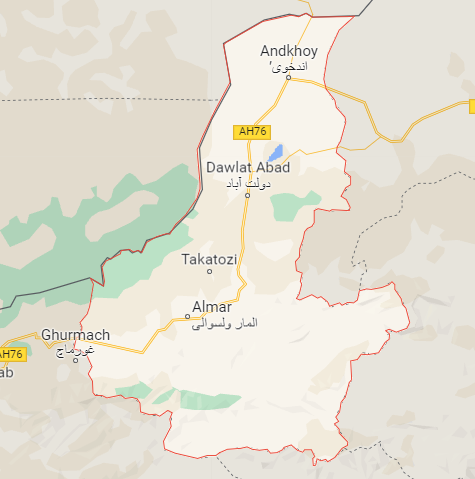 Andkhoy
اندخوی'
AH76
Dawlat Abad
دولت آباد
Takatozi
Almar
المار ولسوالی
Ghurmach
غورماچ
AH76
ab